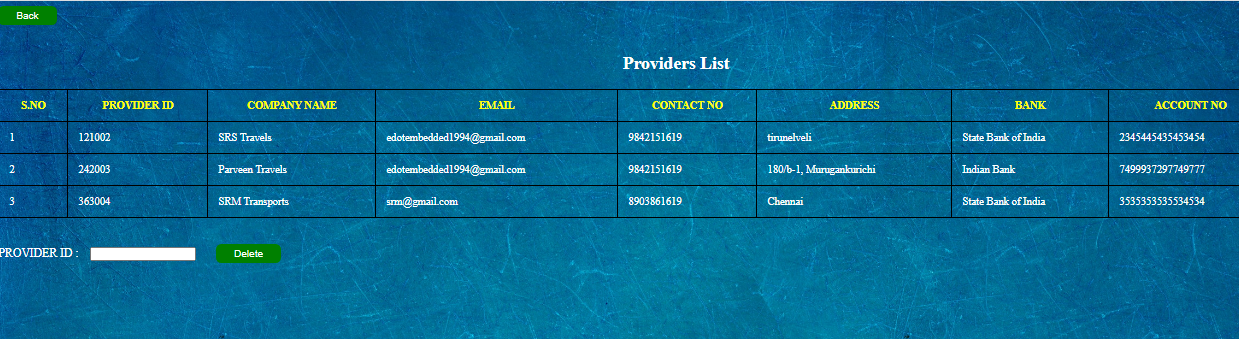 Back
Providers List
S.NO PROVIDER ID COMPANY NAME EMAIL CONTACT NO ADDRESS BANK ACCOUNT NO
1 121002 SRS Travels edotembedded1994@gmail.com 9842151619 tirunelveli State Bank of India 2345445435453454
2 242003 Parveen Travels edotembedded1994@gmail.com 9842151619 180/b-1, Murugankurichi Indian Bank 7499937297749777
3 363004 SRM Transports srm@gmail.com 8903861619 Chennai State Bank of India 3535353535534534
PROVIDER ID : Delete